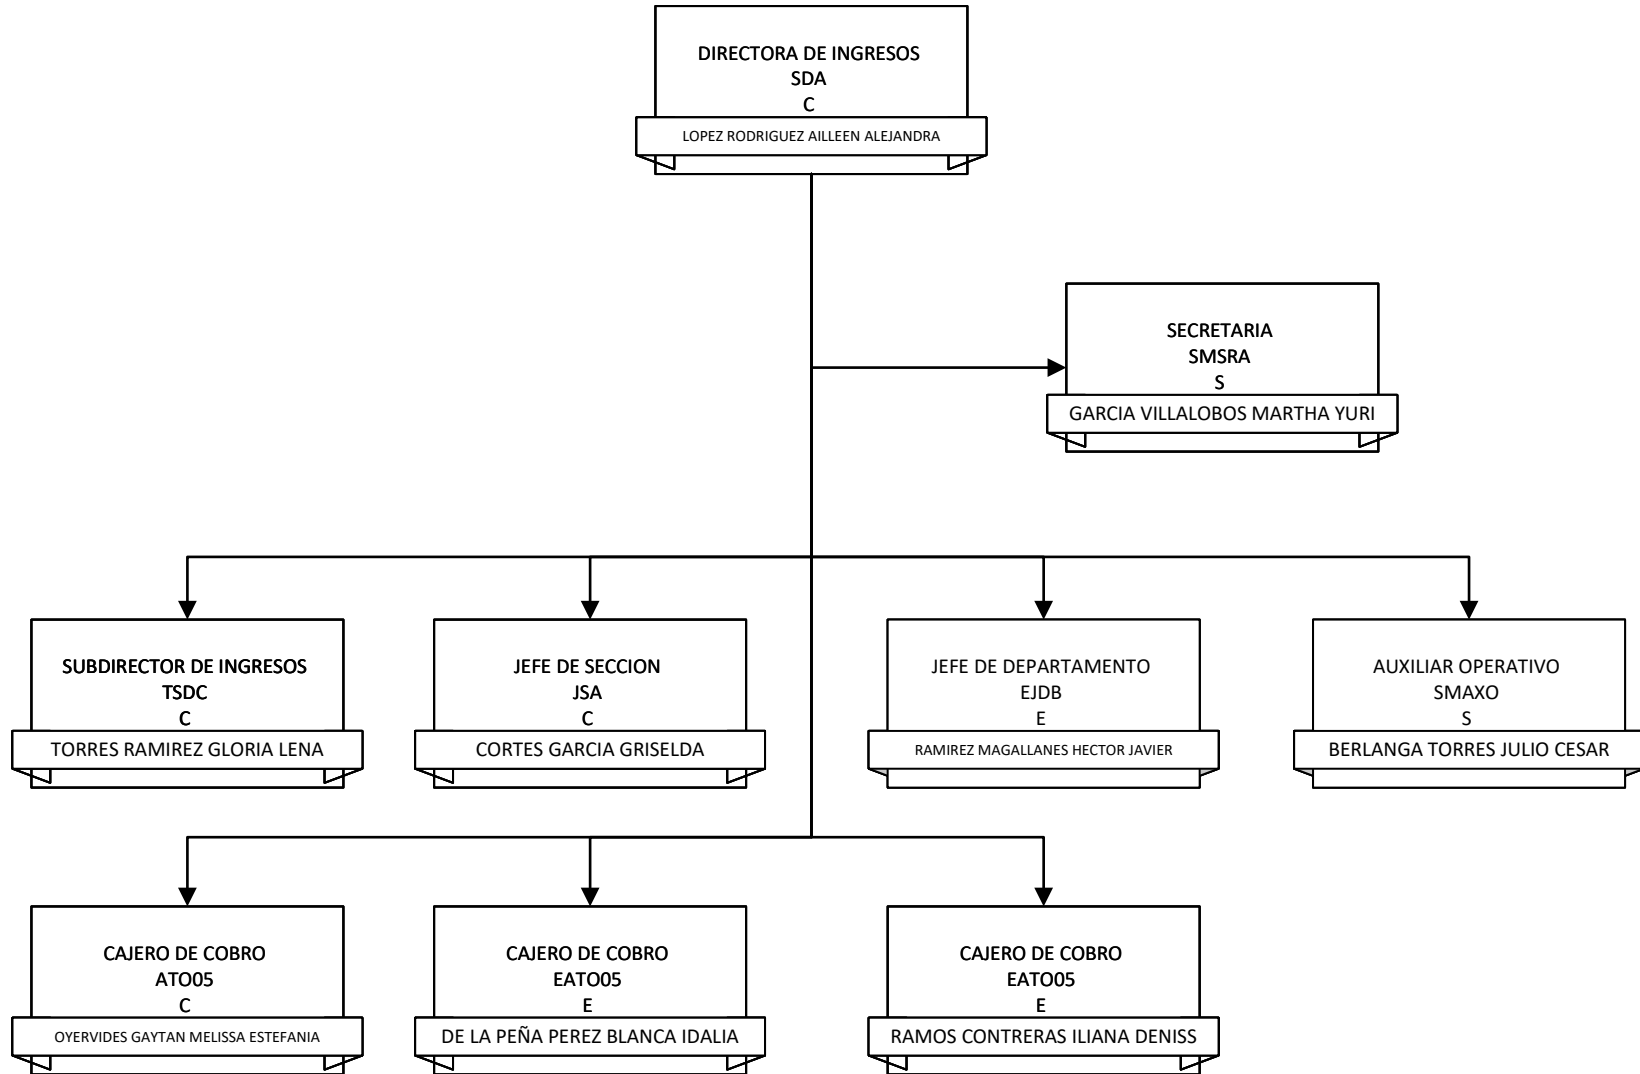 DIRECTORA DE INGRESOS
SDA
C
LOPEZ RODRIGUEZ AILLEEN ALEJANDRA
SECRETARIA
SMSRA
S
GARCIA VILLALOBOS MARTHA YURI
SUBDIRECTOR DE INGRESOS
TSDC
C
TORRES RAMIREZ GLORIA LENA
JEFE DE SECCION
JSA
C
CORTES GARCIA GRISELDA
JEFE DE DEPARTAMENTO
EJDB
E
RAMIREZ MAGALLANES HECTOR JAVIER
AUXILIAR OPERATIVO
SMAXO
S
BERLANGA TORRES JULIO CESAR
CAJERO DE COBRO
ATO05
C
OYERVIDES GAYTAN MELISSA ESTEFANIA
CAJERO DE COBRO
EATO05
E
DE LA PEÑA PEREZ BLANCA IDALIA
CAJERO DE COBRO
EATO05
E
RAMOS CONTRERAS ILIANA DENISS